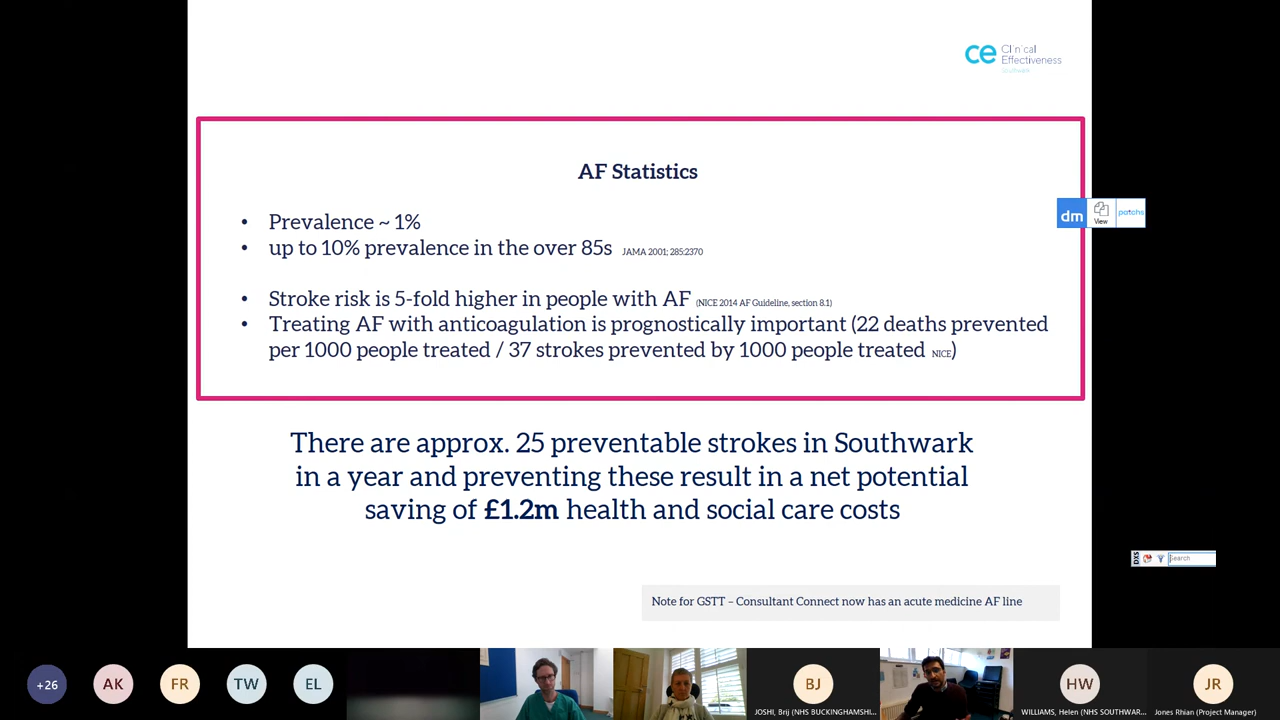 ce Clinical
Effectiveness
Southwark
AF Statistics
• Prevalence ~ 1%
• up to 10% prevalence in the over 85s JAMA 2001; 285:2370
• Stroke risk is 5-fold higher in people with AF (NICE 2014 AF Guideline, section 8.1)
• Treating AF with anticoagulation is prognostically important (22 deaths prevented
per 1000 people treated / 37 strokes prevented by 1000 people treated NICE)
dm
View
patchs
There are approx. 25 preventable strokes in Southwark
in a year and preventing these result in a net potential
saving of £1.2m health and social care costs
DXS
Search
Note for GSTT – Consultant Connect now has an acute medicine AF line
+26
AK
FR
TW
EL
BJ
HW
JR
JOSHI, Brij (NHS BUCKINGHAMSHI...
WILLIAMS, Helen (NHS SOUTHWAR...
Jones Rhian (Project Manager)